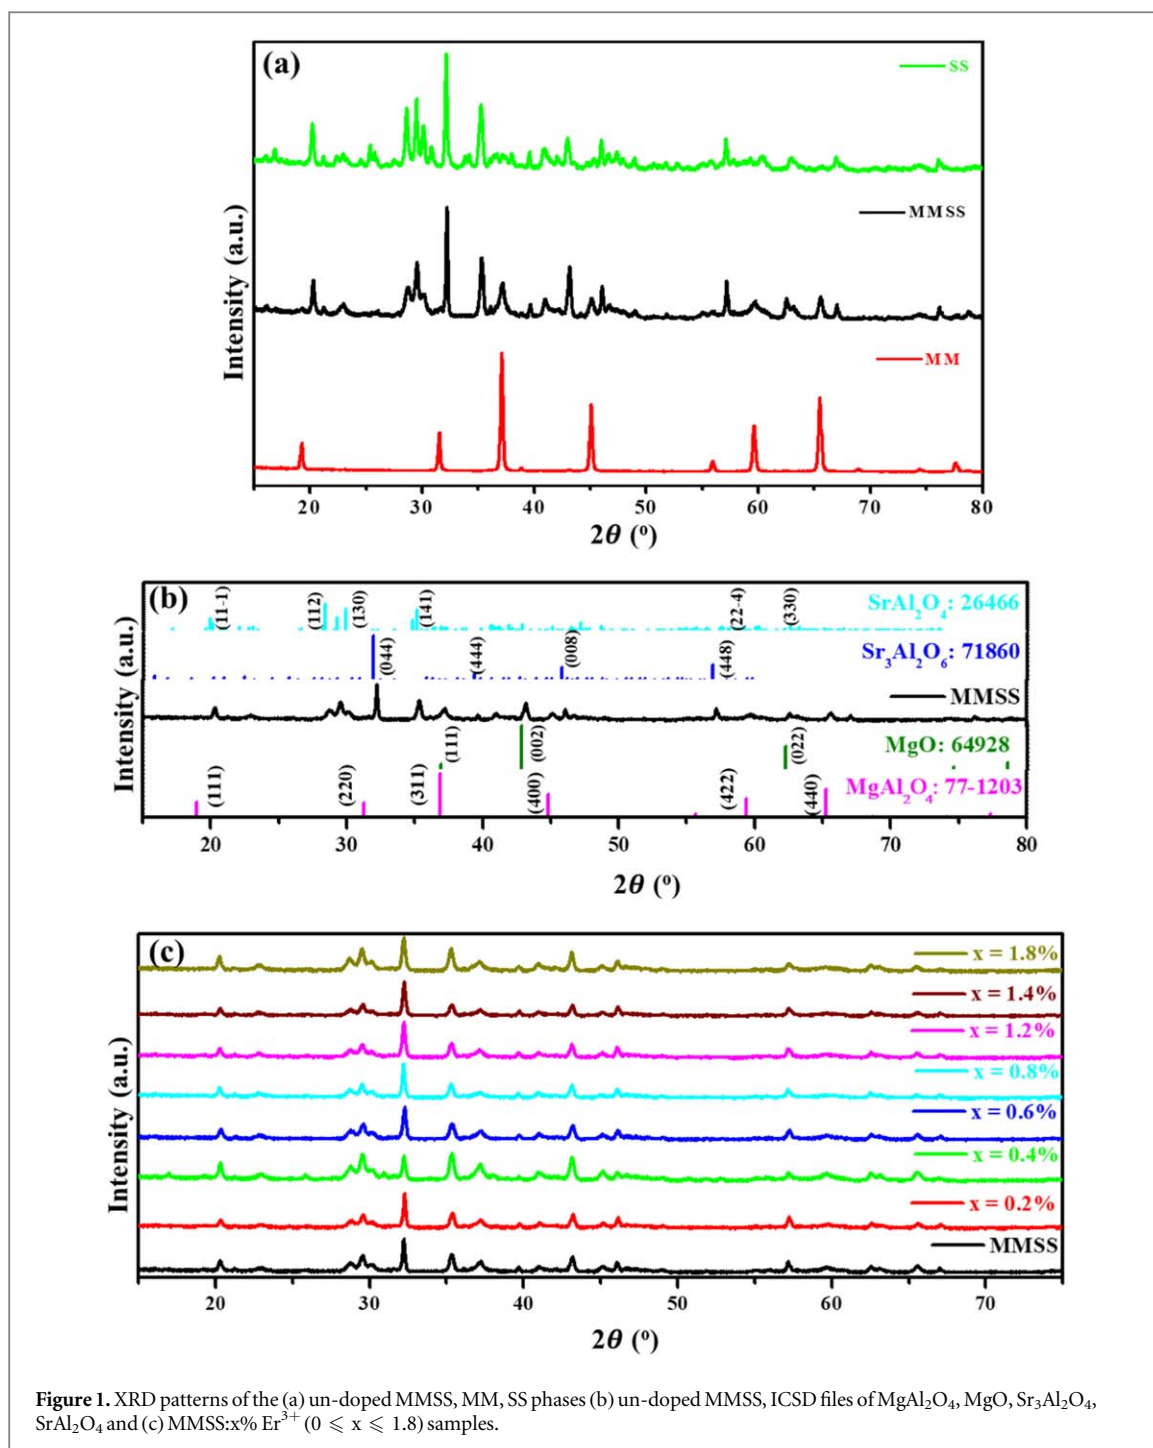 (a)
SS
MMSS
MM
Intensity (a.u.)
20 30 40 50 60 70 80
2θ (º)
(b)
(11-1) (112) (130) (141) (22-4) (330)
SrAl₂O₄: 26466
(044) (444) (008) (448)
Sr₃Al₂O₆: 71860
MMSS
(111) (002) (022)
MgO: 64928
(111) (220) (311) (400) (422) (440)
MgAl₂O₄: 77-1203
Intensity (a.u.)
20 30 40 50 60 70 80
2θ (º)
(c)
x = 1.8%
x = 1.4%
x = 1.2%
x = 0.8%
x = 0.6%
x = 0.4%
x = 0.2%
MMSS
Intensity (a.u.)
20 30 40 50 60 70
2θ (º)
Figure 1. XRD patterns of the (a) un-doped MMSS, MM, SS phases (b) un-doped MMSS, ICSD files of MgAl₂O₄, MgO, Sr₃Al₂O₄,
SrAl₂O₄ and (c) MMSS:x% Er³⁺ (0 ⩽ x ⩽ 1.8) samples.